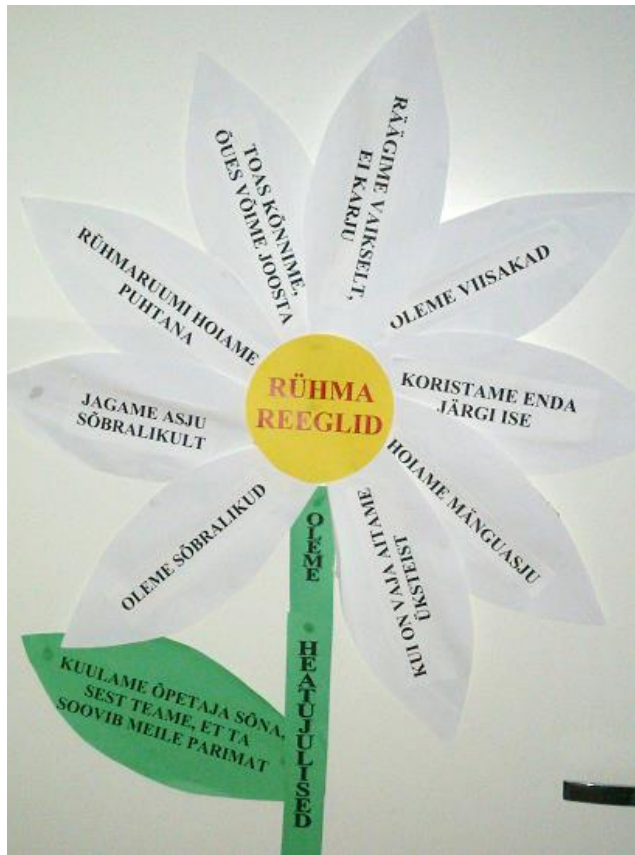 RÜHMA
REEGLID
RÄÄGIME VAIKSELT,
EI KARJU
OLEME VIISAKAD
KORISTAME ENDA
JÄRGI ISE
HOIAME MÄNGUASJU
KUI ON VAJA AITAME
ÜKSTEIST
OLEME SÕBRALIKUD
JAGAME ASJU
SÕBRALIKULT
RÜHMARUUMI HOIAME
PUHTANA
TOAS KÕNNIME,
ÕUES VÕIME JOOSTA
OLEME HEATUJULISED
KUULAME ÕPETAJA SÕNA,
SEST TEAME, ET TA
SOOVIB MEILE PARIMAT